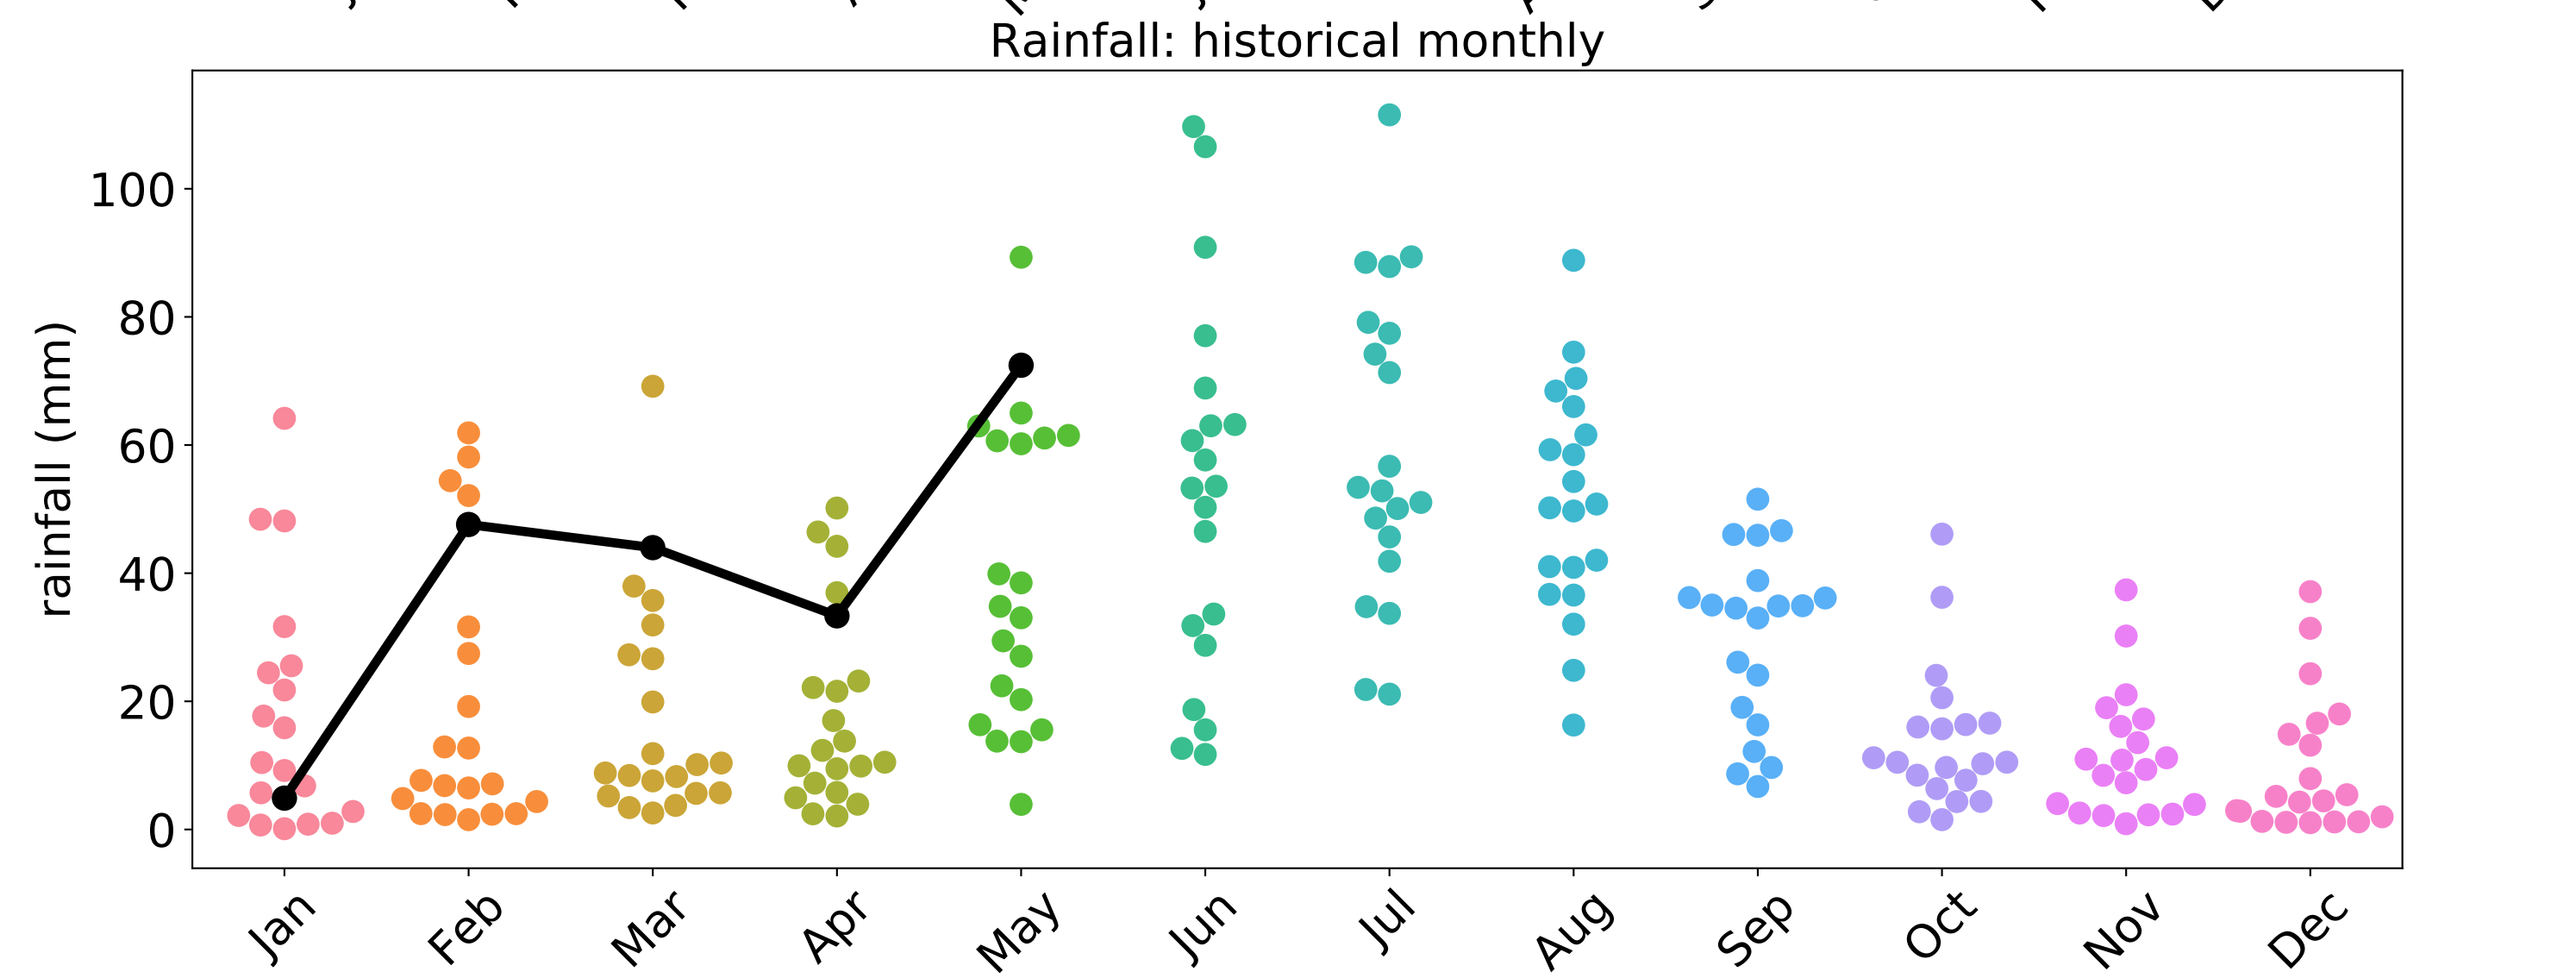 Rainfall: historical monthly
rainfall (mm)
100
80
60
40
20
0
Jan
Feb
Mar
Apr
May
Jun
Jul
Aug
Sep
Oct
Nov
Dec